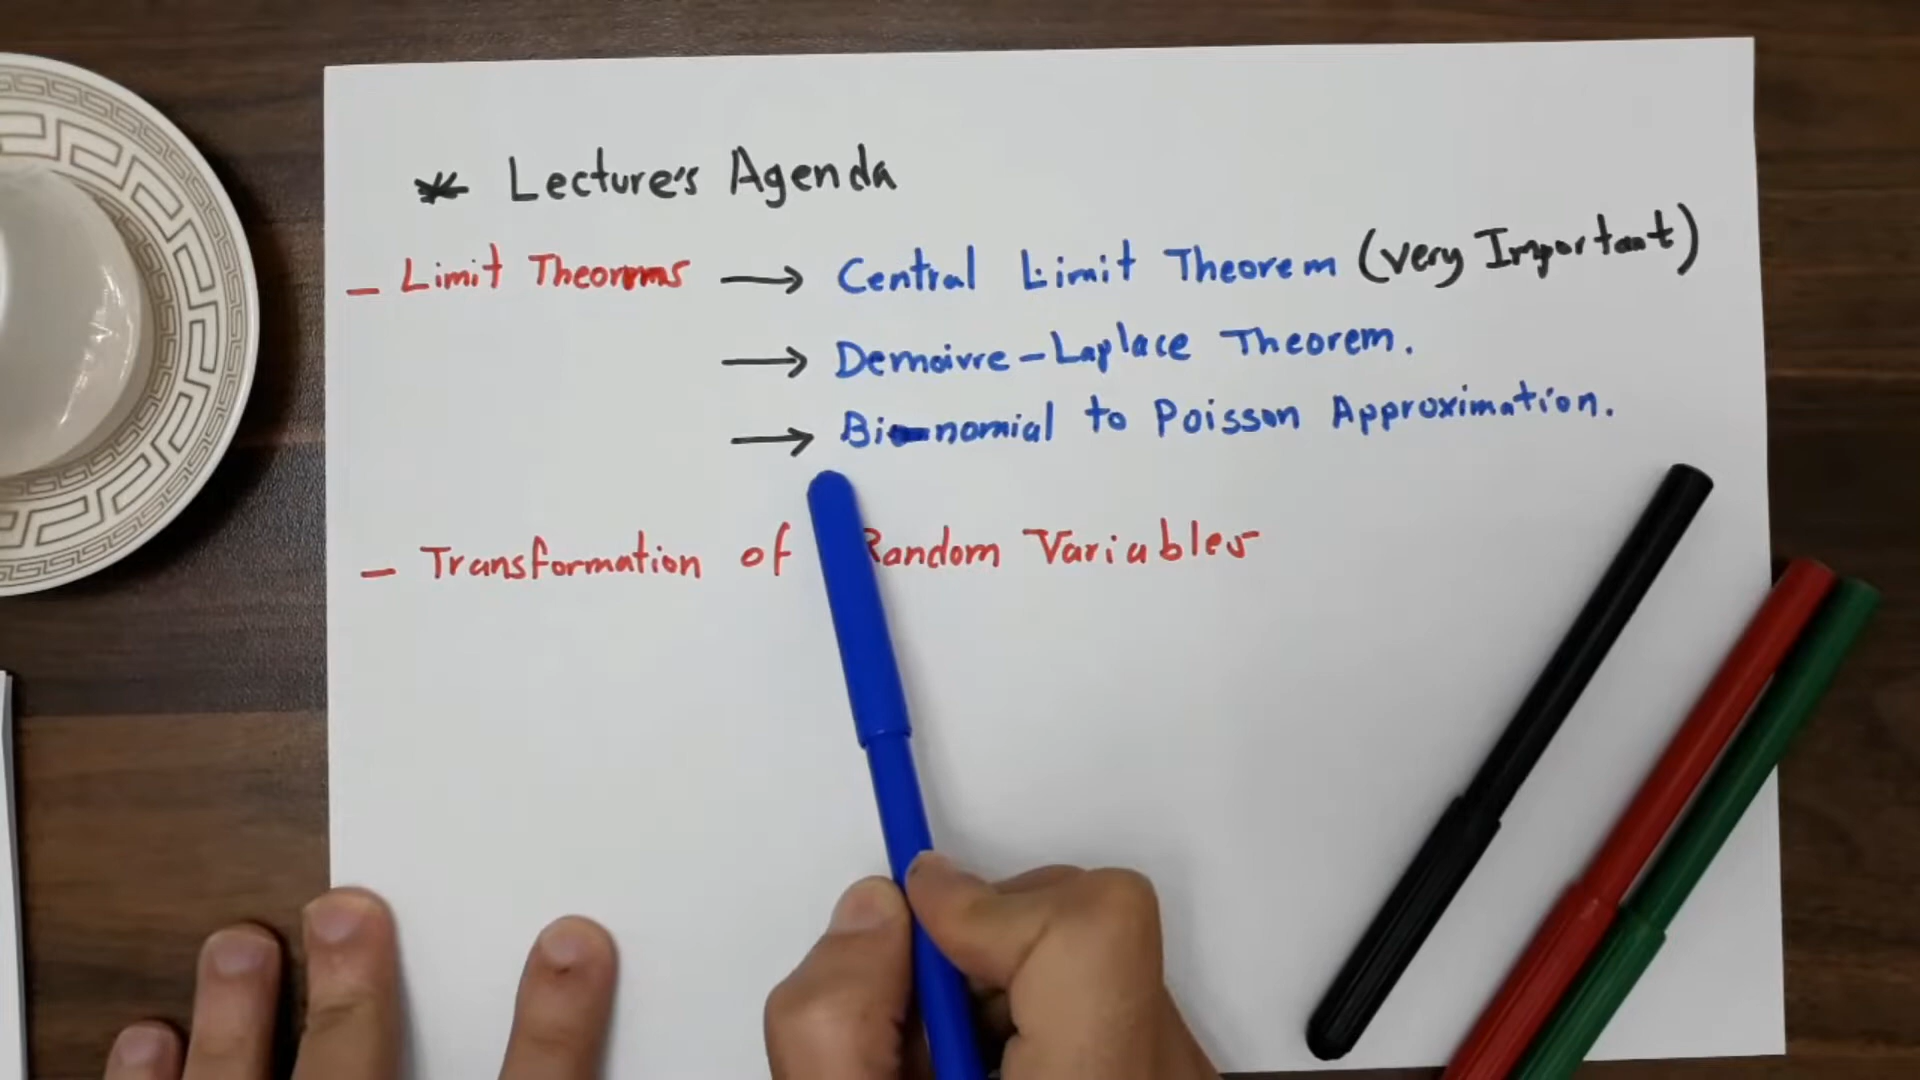 * Lecture's Agenda
- Limit Theorems → Central Limit Theorem (very Important)
→ Demoivre-Laplace Theorem.
→ Binomial to Poisson Approximation.
- Transformation of Random Variables